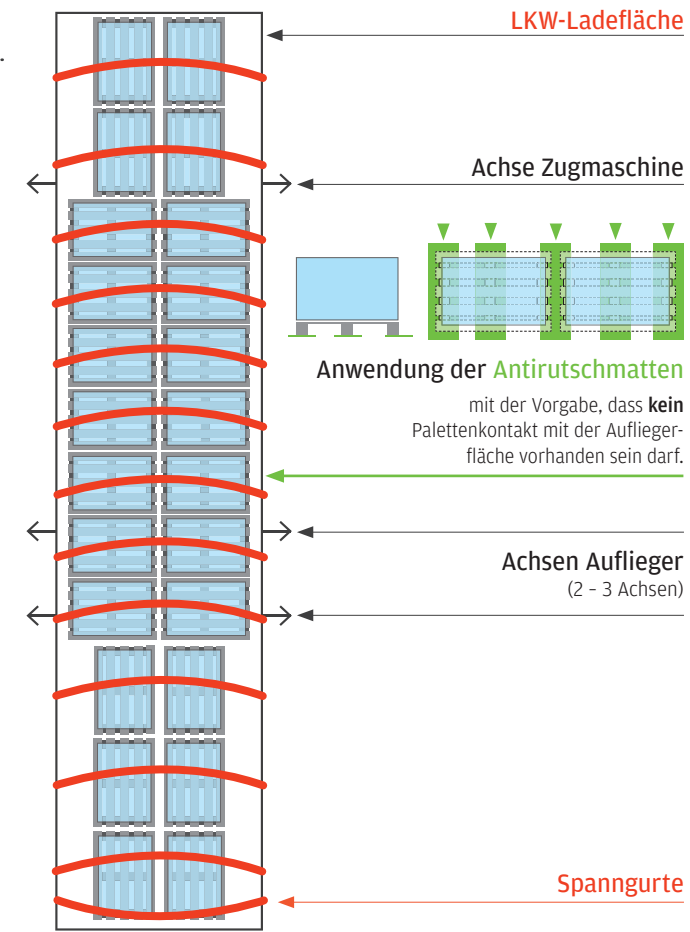 .
LKW-Ladefläche
Achse Zugmaschine
Anwendung der Antirutschmatten
mit der Vorgabe, dass kein
Palettenkontakt mit der Auflieger-
fläche vorhanden sein darf.
Achsen Auflieger
(2 – 3 Achsen)
Spanngurte